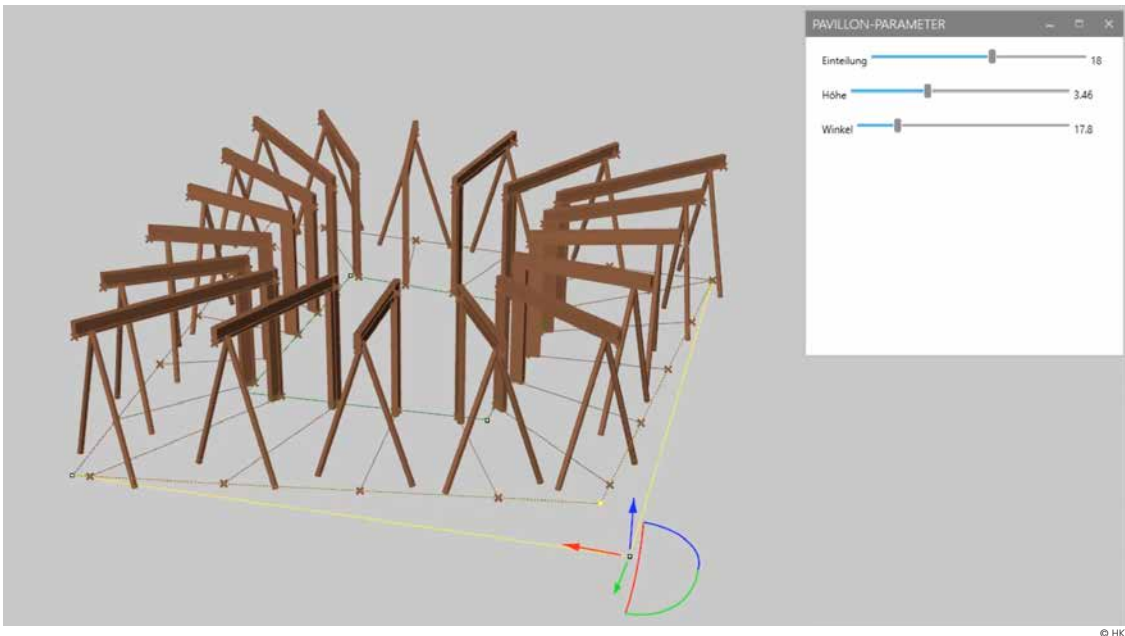 PAVILLON-PARAMETER
Einteilung 18
Höhe 3.46
Winkel 17.8
© HK